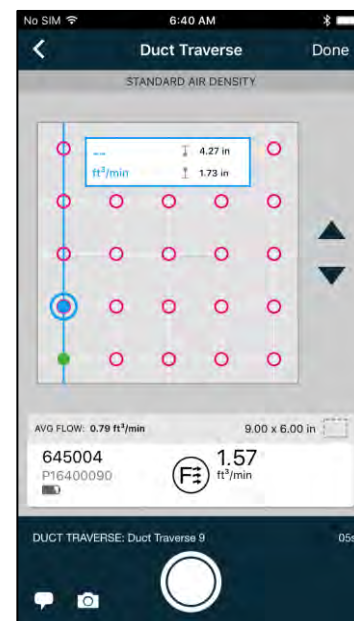 No SIM 6:40 AM
Duct Traverse Done
STANDARD AIR DENSITY
-- 4.27 in
ft³/min 1.73 in
AVG FLOW: 0.79 ft³/min 9.00 x 6.00 in
645004 1.57
P16400090 F ft³/min
DUCT TRAVERSE: Duct Traverse 9 05s